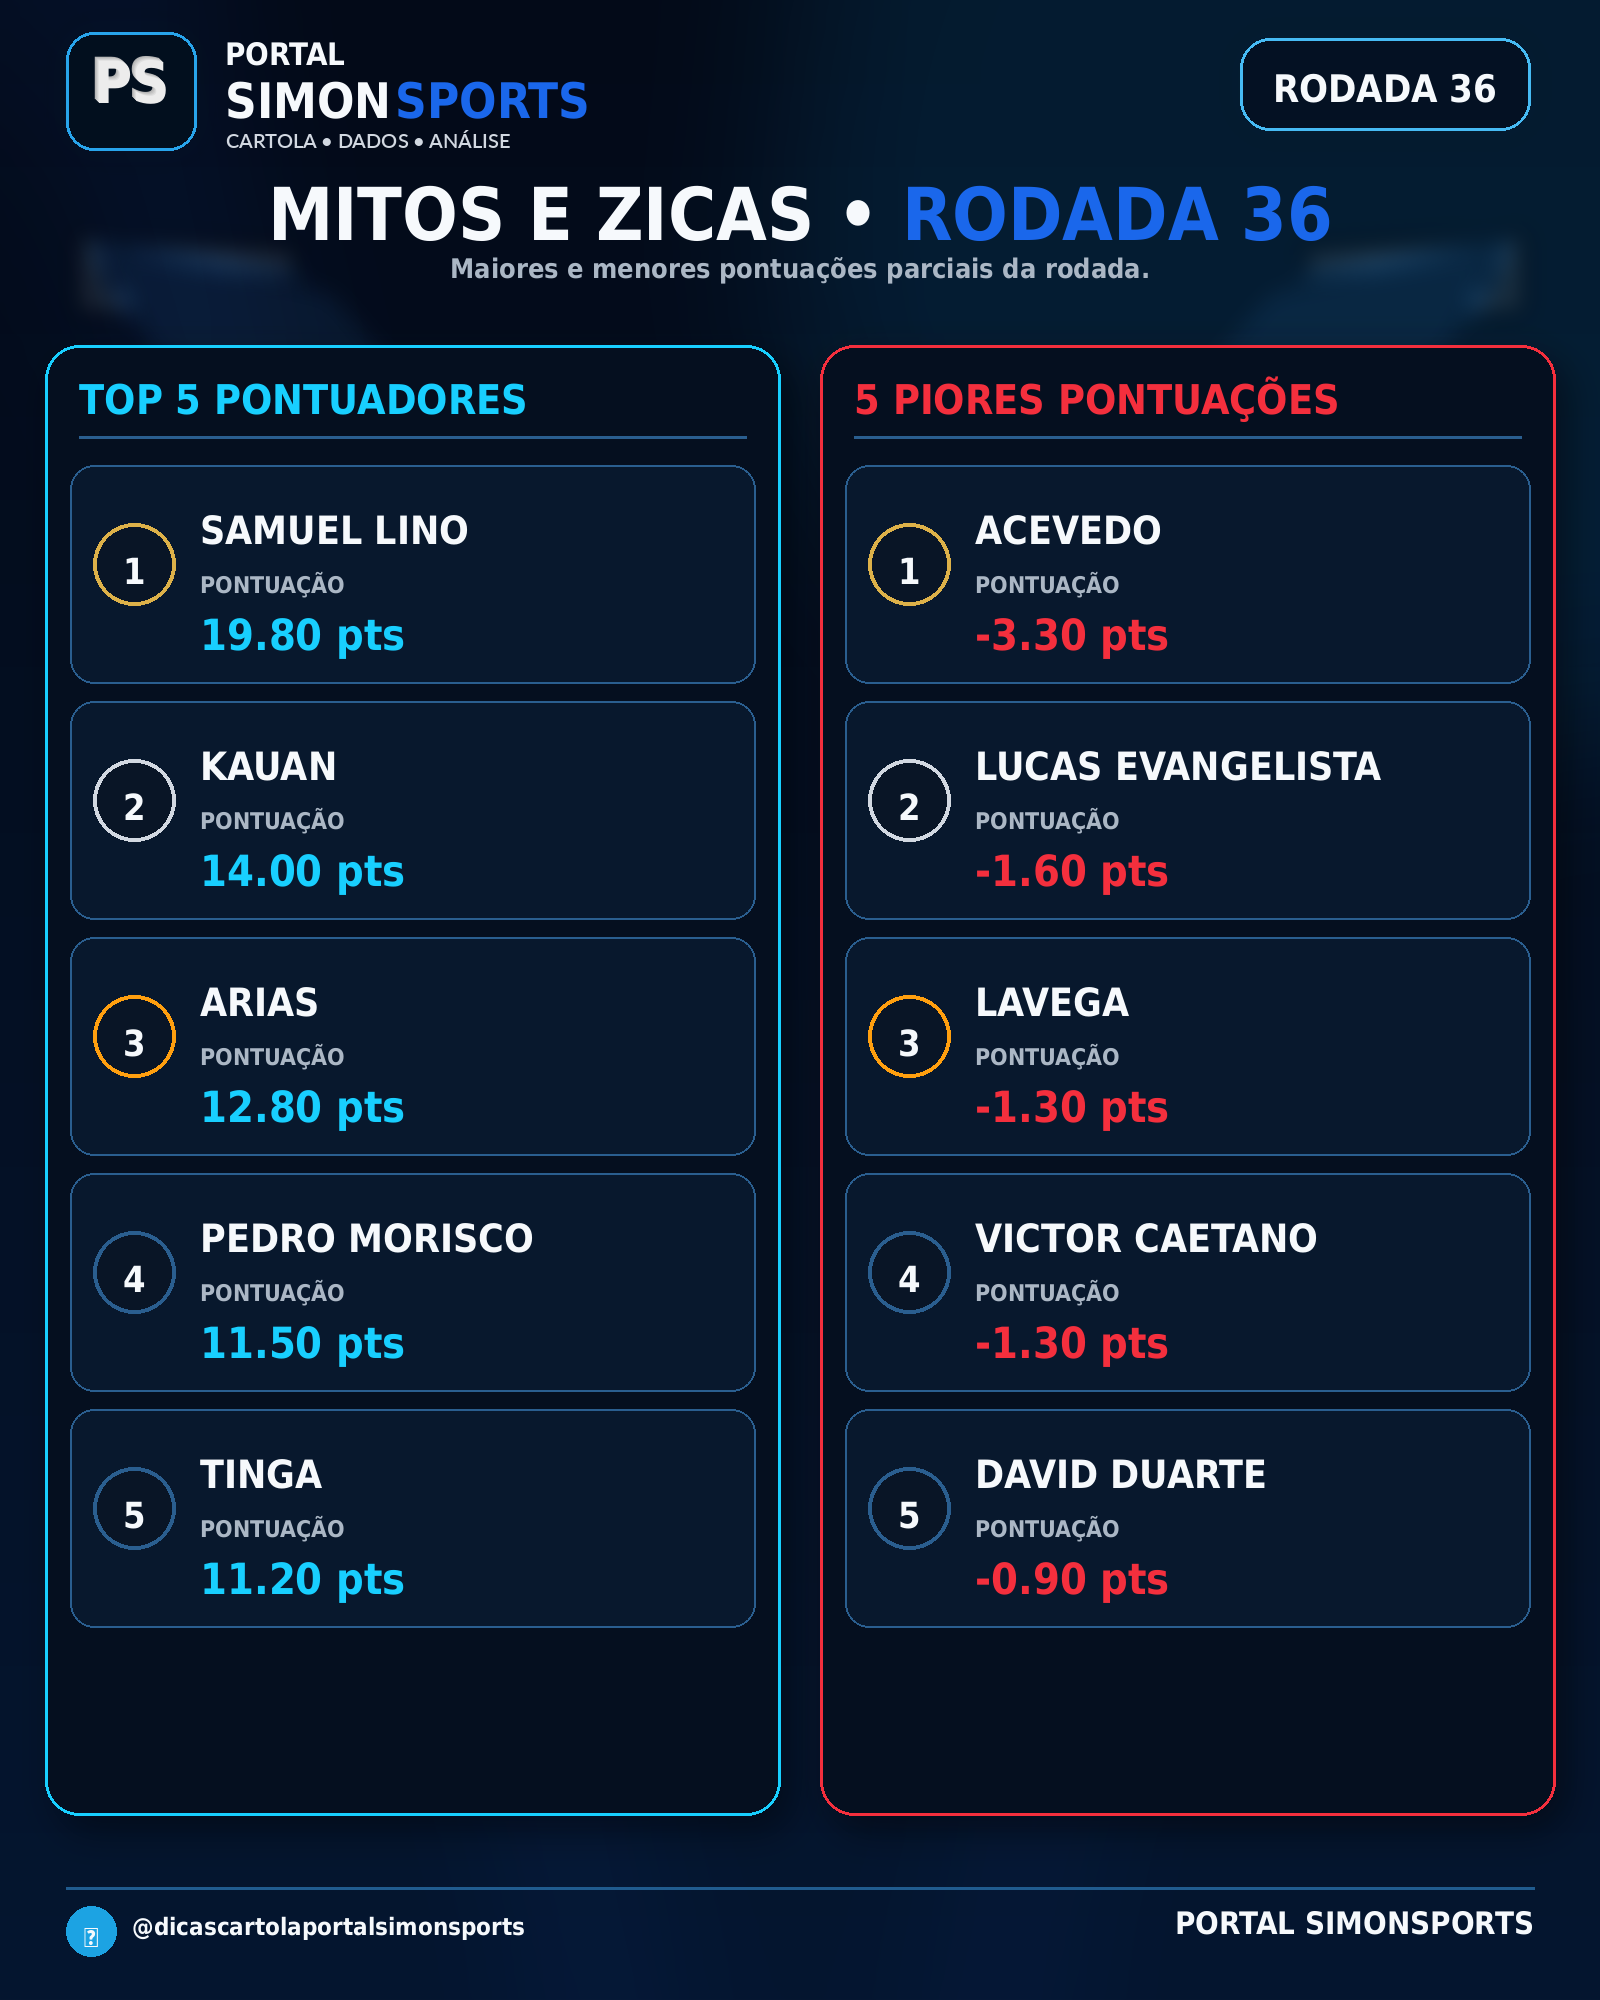 PS
PORTAL
SIMONSPORTS
CARTOLA • DADOS • ANÁLISE
RODADA 36
MITOS E ZICAS • RODADA 36
Maiores e menores pontuações parciais da rodada.
TOP 5 PONTUADORES
1
SAMUEL LINO
PONTUAÇÃO
19.80 pts
2
KAUAN
PONTUAÇÃO
14.00 pts
3
ARIAS
PONTUAÇÃO
12.80 pts
4
PEDRO MORISCO
PONTUAÇÃO
11.50 pts
5
TINGA
PONTUAÇÃO
11.20 pts
5 PIORES PONTUAÇÕES
1
ACEVEDO
PONTUAÇÃO
-3.30 pts
2
LUCAS EVANGELISTA
PONTUAÇÃO
-1.60 pts
3
LAVEGA
PONTUAÇÃO
-1.30 pts
4
VICTOR CAETANO
PONTUAÇÃO
-1.30 pts
5
DAVID DUARTE
PONTUAÇÃO
-0.90 pts
@dicascartolaportalsimonsports
PORTAL SIMONSPORTS